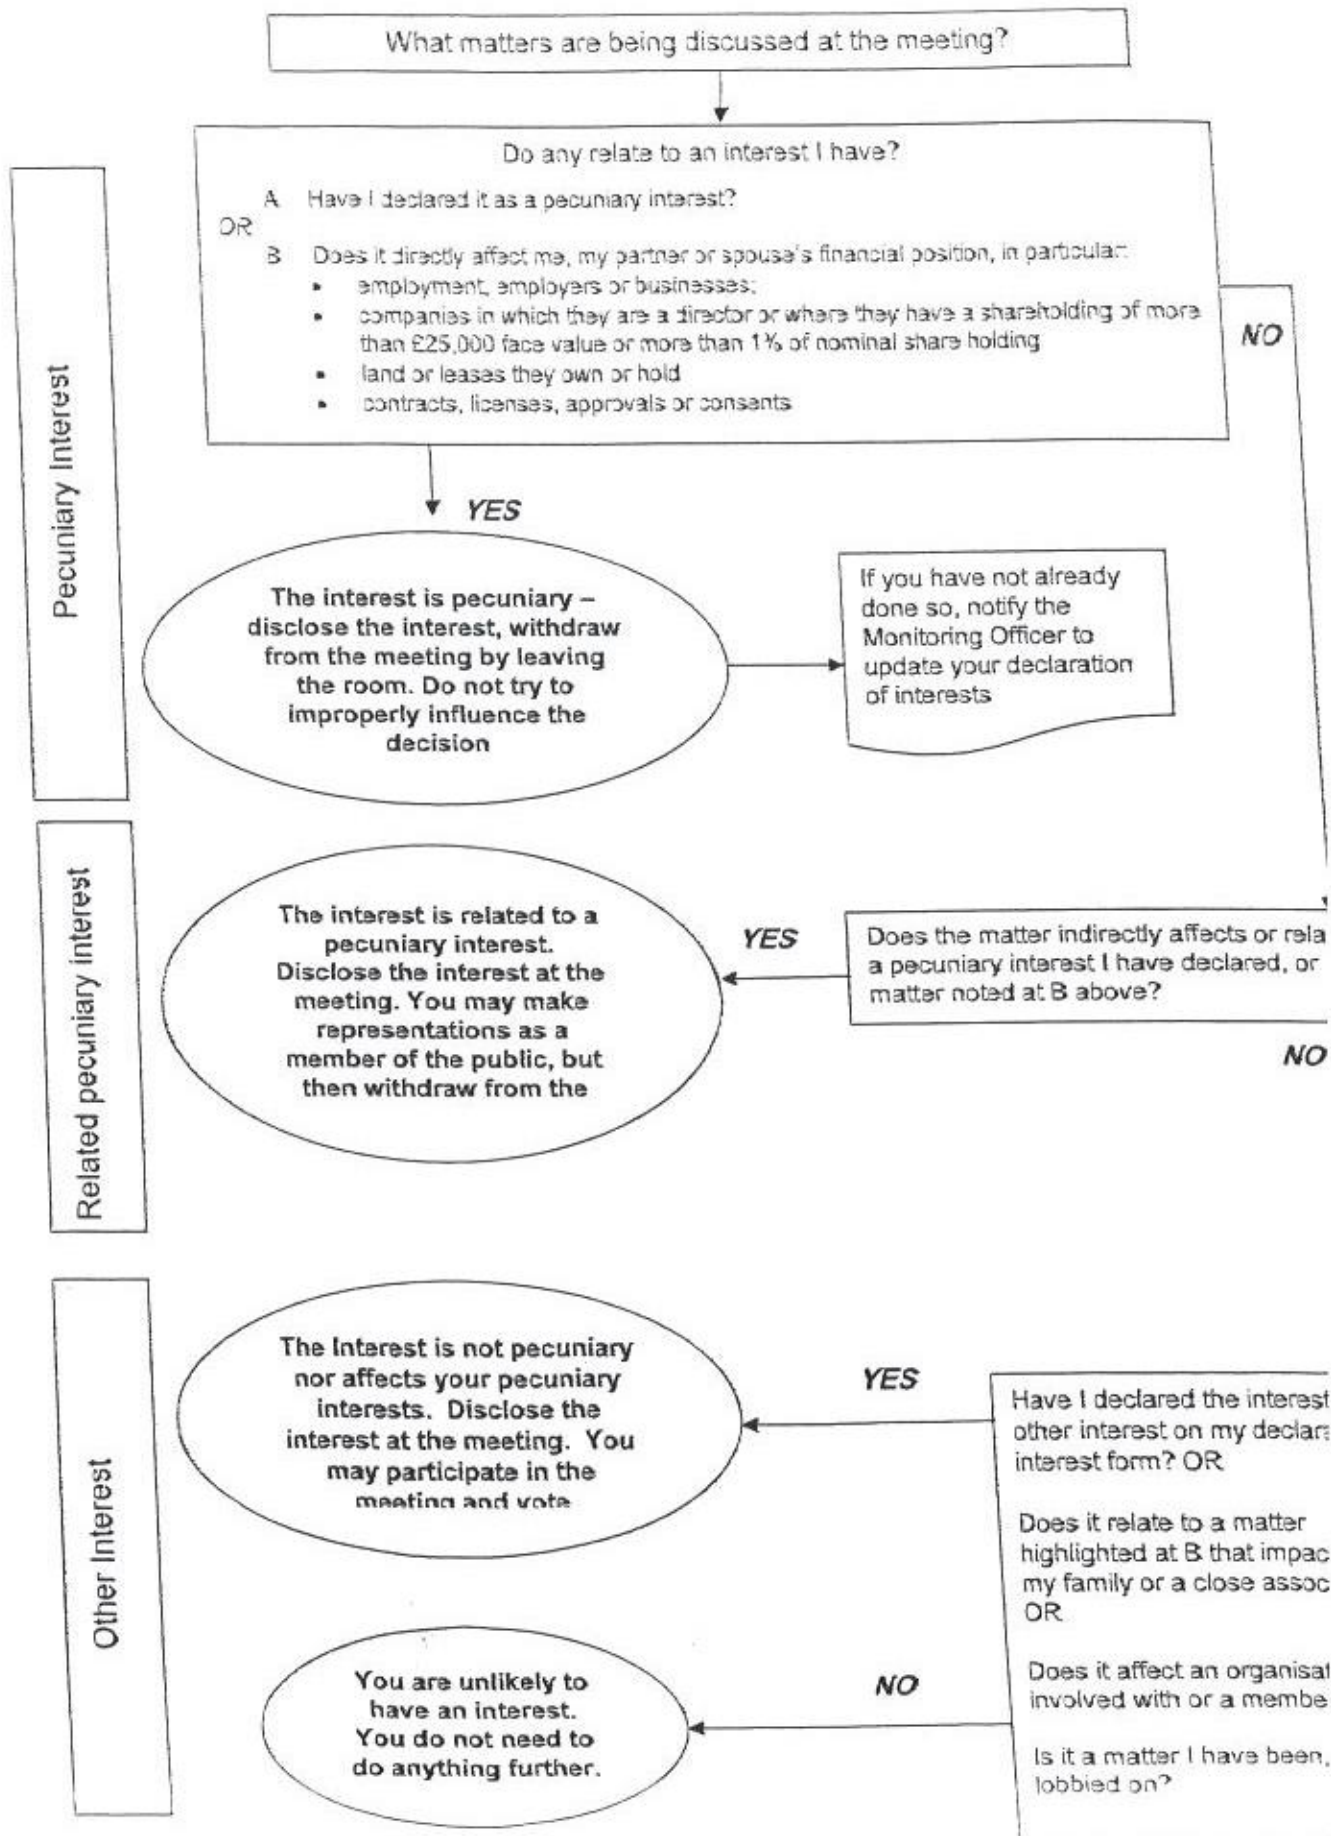 What matters are being discussed at the meeting?
Do any relate to an interest I have?
A Have I declared it as a pecuniary interest?
OR
B Does it directly affect me, my partner or spouse's financial position, in particular:
• employment, employers or businesses;
• companies in which they are a director or where they have a shareholding of more
than £25,000 face value or more than 1% of nominal share holding
• land or leases they own or hold
• contracts, licenses, approvals or consents
NO
Pecuniary Interest
YES
The interest is pecuniary –
disclose the interest, withdraw
from the meeting by leaving
the room. Do not try to
improperly influence the
decision
If you have not already
done so, notify the
Monitoring Officer to
update your declaration
of interests
Related pecuniary interest
The interest is related to a
pecuniary interest.
Disclose the interest at the
meeting. You may make
representations as a
member of the public, but
then withdraw from the
YES
Does the matter indirectly affects or rela
a pecuniary interest I have declared, or
matter noted at B above?
NO
Other Interest
The Interest is not pecuniary
nor affects your pecuniary
interests. Disclose the
interest at the meeting. You
may participate in the
meeting and vote
YES
Have I declared the interest
other interest on my declara
interest form? OR
Does it relate to a matter
highlighted at B that impac
my family or a close assoc
OR
Does it affect an organisat
involved with or a membe
Is it a matter I have been,
lobbied on?
NO
You are unlikely to
have an interest.
You do not need to
do anything further.